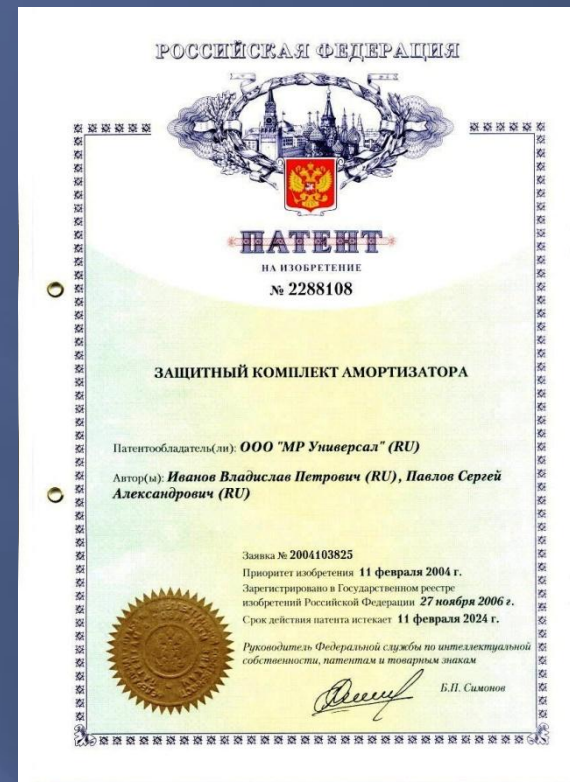 РОССИЙСКАЯ ФЕДЕРАЦИЯ
ПАТЕНТ
НА ИЗОБРЕТЕНИЕ
№ 2288108
ЗАЩИТНЫЙ КОМПЛЕКТ АМОРТИЗАТОРА
Патентообладатель(ли): ООО "МР Универсал" (RU)
Автор(ы): Иванов Владислав Петрович (RU), Павлов Сергей
Александрович (RU)
Заявка № 2004103825
Приоритет изобретения 11 февраля 2004 г.
Зарегистрировано в Государственном реестре
изобретений Российской Федерации 27 ноября 2006 г.
Срок действия патента истекает 11 февраля 2024 г.
Руководитель Федеральной службы по интеллектуальной
собственности, патентам и товарным знакам
Б.П. Симонов